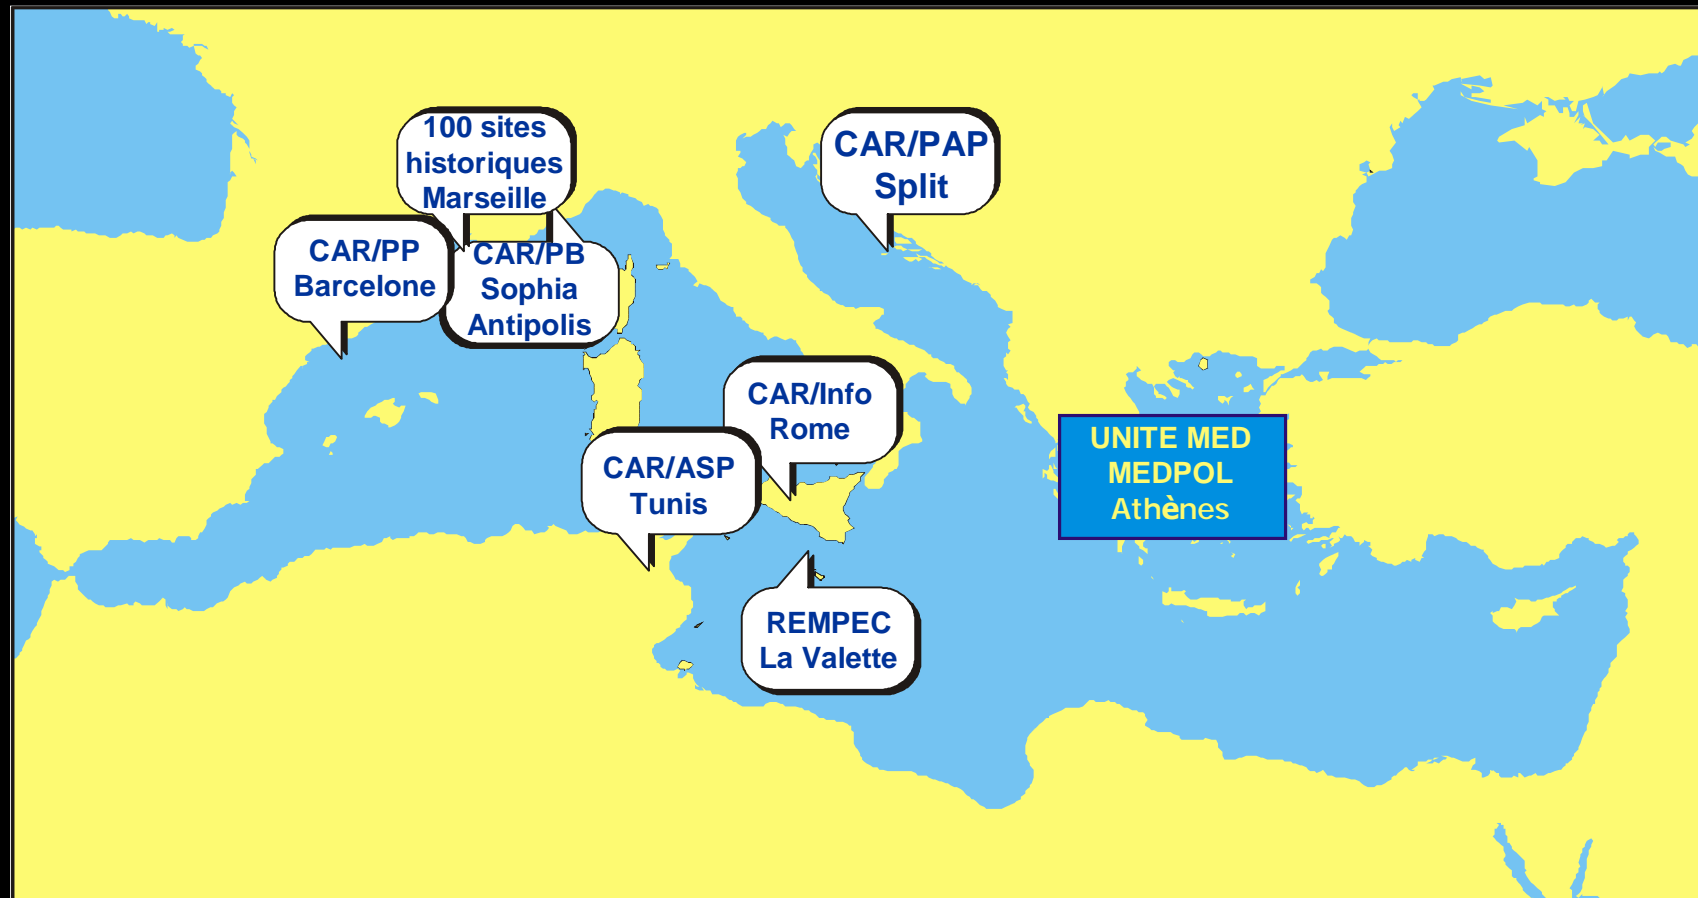 100 sites
historiques
Marseille
CAR/PAP
Split
CAR/PP
Barcelone
CAR/PB
Sophia
Antipolis
CAR/Info
Rome
CAR/ASP
Tunis
UNITE MED
MEDPOL
Athènes
REMPEC
La Valette